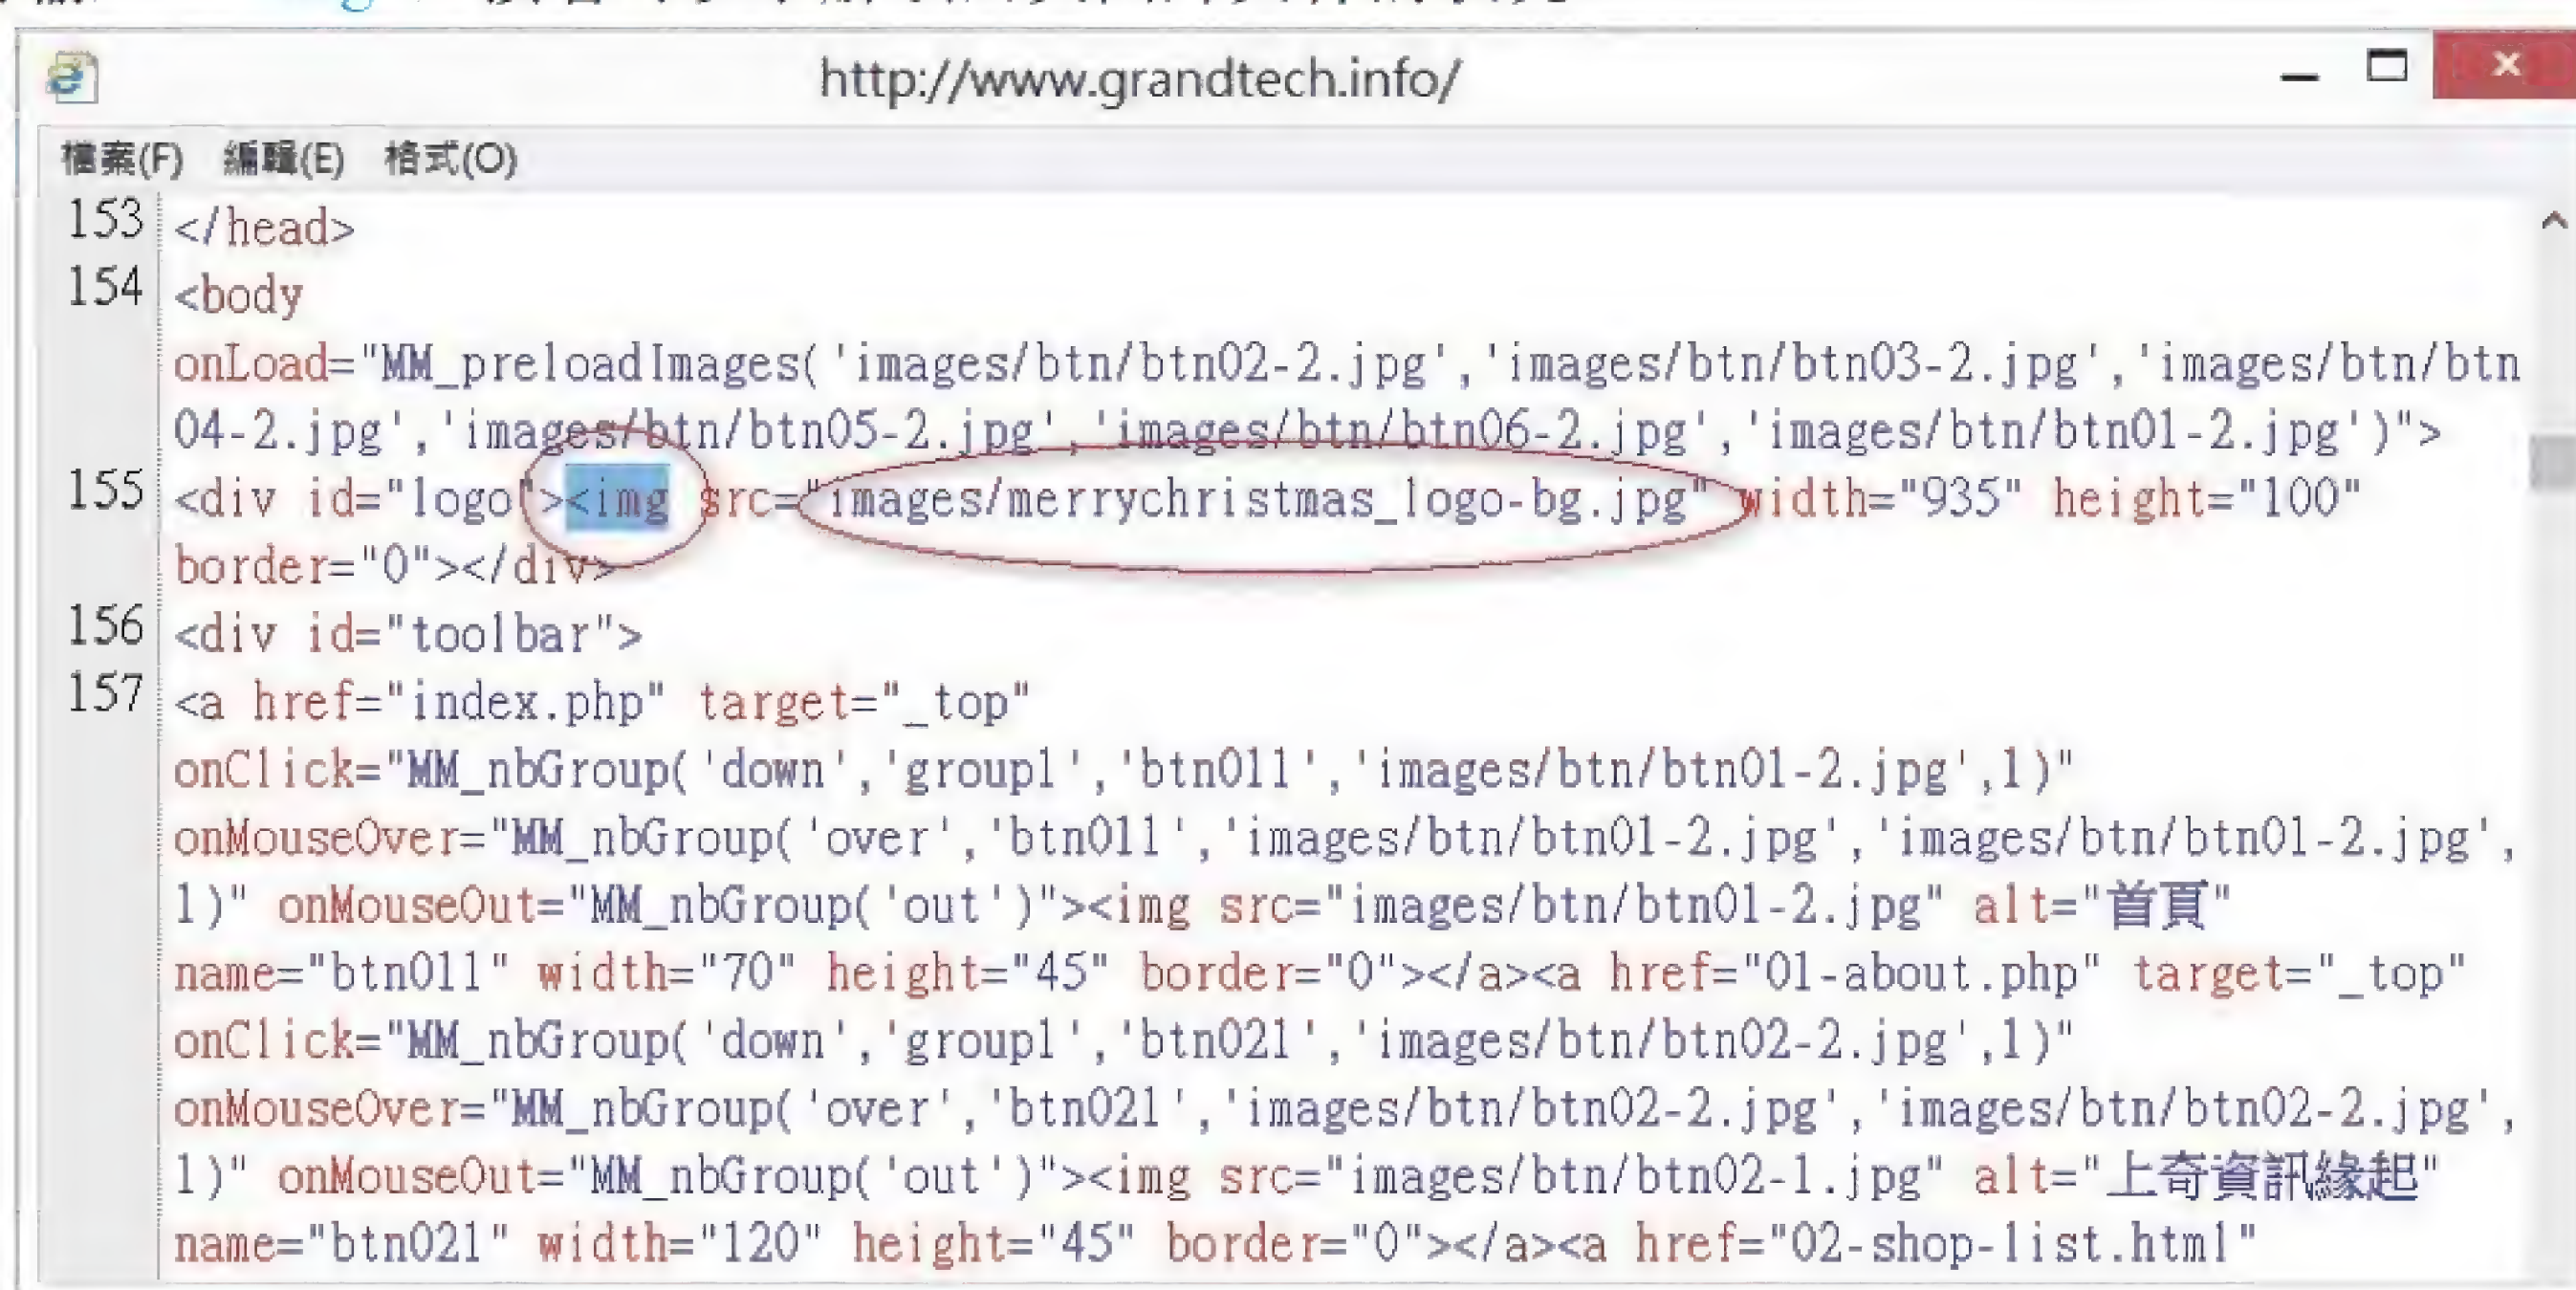 http://www.grandtech.info/
檔案(F) 編輯(E) 格式(O)
153 </head>
154 <body
onLoad="MM_preloadImages('images/btn/btn02-2.jpg','images/btn/btn03-2.jpg','images/btn/btn
04-2.jpg','images/btn/btn05-2.jpg','images/btn/btn06-2.jpg','images/btn/btn01-2.jpg')">
155 <div id="logo"><img src="images/merrychristmas_logo-bg.jpg" width="935" height="100"
border="0"></div>
156 <div id="toolbar">
157 <a href="index.php" target="_top"
onClick="MM_nbGroup('down','group1','btn011','images/btn/btn01-2.jpg',1)"
onMouseOver="MM_nbGroup('over','btn011','images/btn/btn01-2.jpg','images/btn/btn01-2.jpg',
1)" onMouseOut="MM_nbGroup('out')"><img src="images/btn/btn01-2.jpg" alt="首頁"
name="btn011" width="70" height="45" border="0"></a><a href="01-about.php" target="_top"
onClick="MM_nbGroup('down','group1','btn021','images/btn/btn02-2.jpg',1)"
onMouseOver="MM_nbGroup('over','btn021','images/btn/btn02-2.jpg','images/btn/btn02-2.jpg',
1)" onMouseOut="MM_nbGroup('out')"><img src="images/btn/btn02-1.jpg" alt="上奇資訊緣起"
name="btn021" width="120" height="45" border="0"></a><a href="02-shop-list.html"